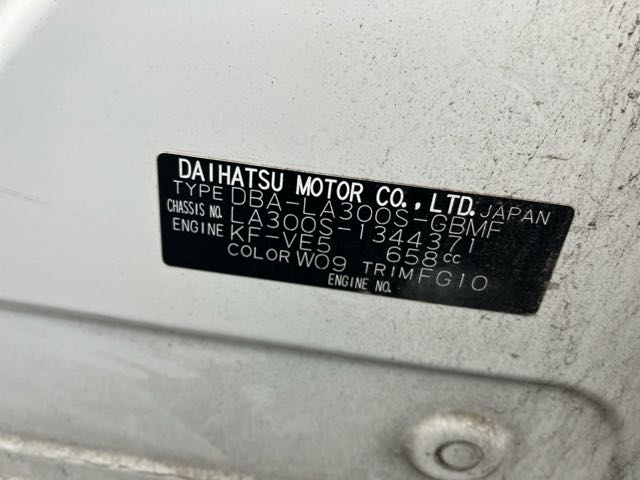 DAIHATSU MOTOR CO.,LTD. JAPAN
TYPE DBA-LA300S-GBMF
CHASSIS NO. LA300S-1344371
ENGINE KF-VE5 658cc
COLOR W09 TRIM FG10
ENGINE NO.